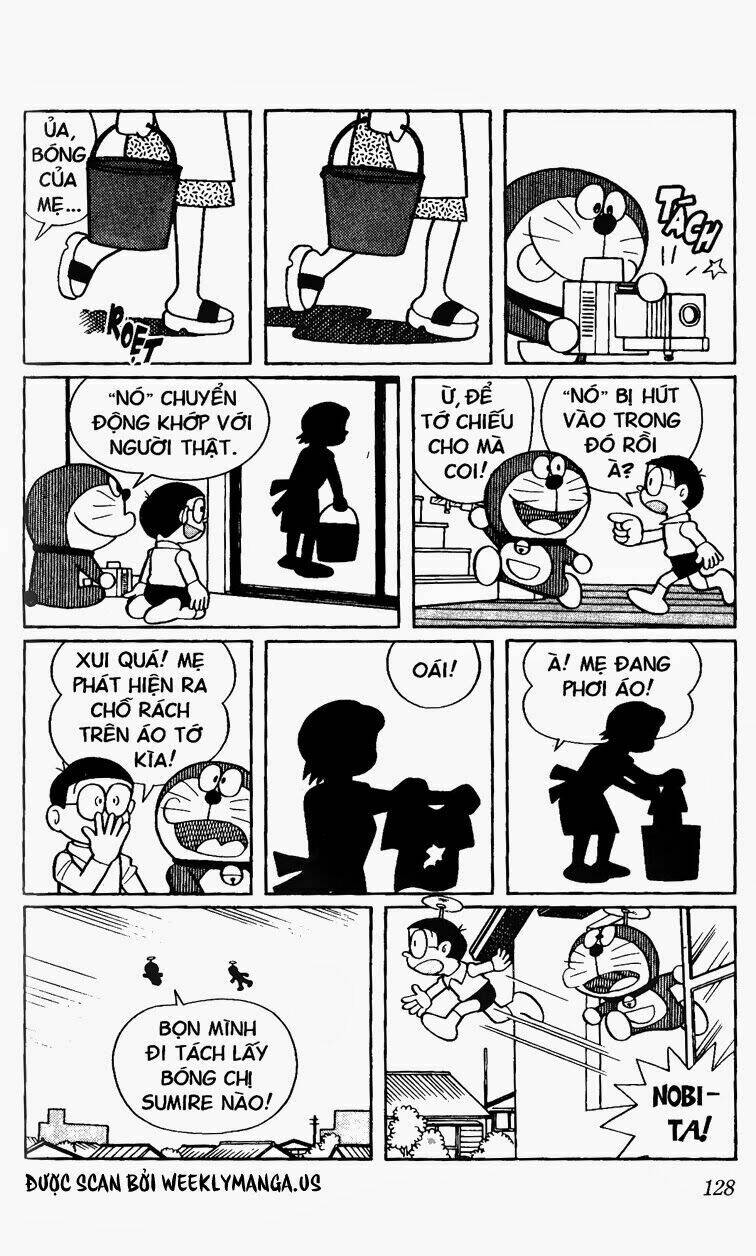 TÁCH
ROẸT
ỦA,
BÓNG
CỦA
MẸ...
“NÓ” BỊ HÚT
VÀO TRONG
ĐÓ RỒI
À?
Ừ, ĐỂ
TỚ CHIẾU
CHO MÀ
COI!
“NÓ” CHUYỂN
ĐỘNG KHỚP VỚI
NGƯỜI THẬT.
À! MẸ ĐANG
PHƠI ÁO!
OÁI!
XUI QUÁ! MẸ
PHÁT HIỆN RA
CHỖ RÁCH
TRÊN ÁO TỚ
KÌA!
NOBI-
TA!
BỌN MÌNH
ĐI TÁCH LẤY
BÓNG CHỊ
SUMIRE NÀO!
ĐƯỢC SCAN BỞI WEEKLYMANGA.US
128